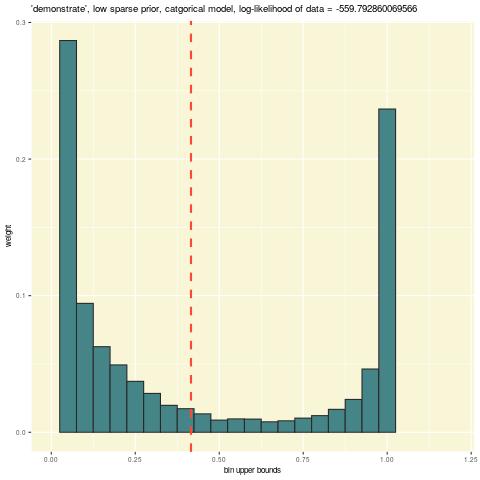 'demonstrate', low sparse prior, catgorical model, log-likelihood of data = -559.792860069566
0.3
0.2
0.1
0.0
weight
0.00 0.25 0.50 0.75 1.00 1.25
bin upper bounds